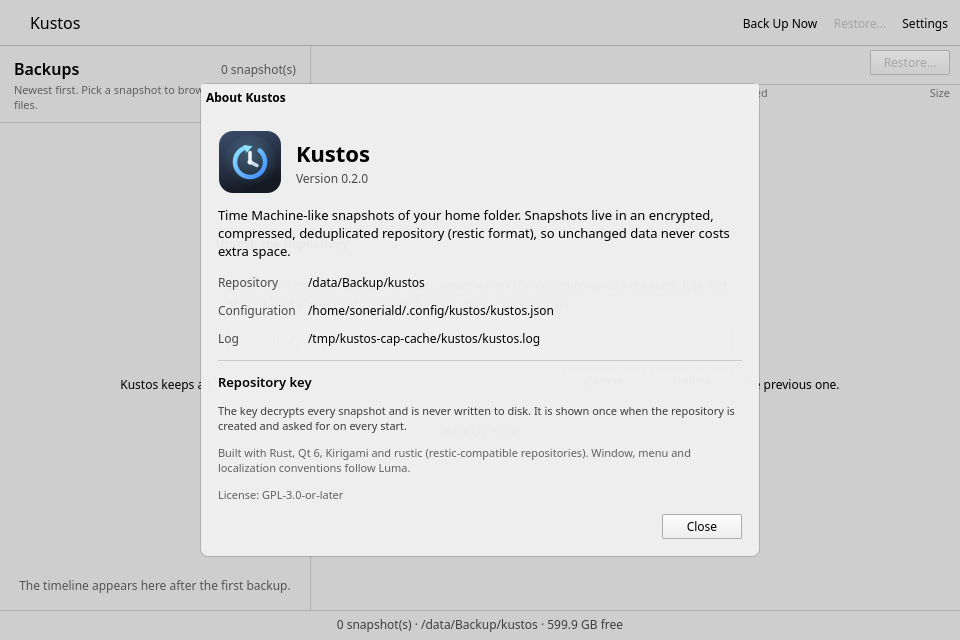 Kustos
Back Up Now Restore... Settings
Backups 0 snapshot(s)
Restore...
Newest first. Pick a snapshot to
files.
Size
About Kustos
Kustos
Version 0.2.0
Time Machine-like snapshots of your home folder. Snapshots live in an encrypted,
compressed, deduplicated repository (restic format), so unchanged data never costs
extra space.
Repository /data/Backup/kustos
Configuration /home/soneriald/.config/kustos/kustos.json
Log /tmp/kustos-cap-cache/kustos/kustos.log
Kustos keeps
previous one.
Repository key
The key decrypts every snapshot and is never written to disk. It is shown once when the repository is
created and asked for on every start.
Built with Rust, Qt 6, Kirigami and rustic (restic-compatible repositories). Window, menu and
localization conventions follow Luma.
License: GPL-3.0-or-later
Close
The timeline appears here after the first backup.
0 snapshot(s) · /data/Backup/kustos · 599.9 GB free